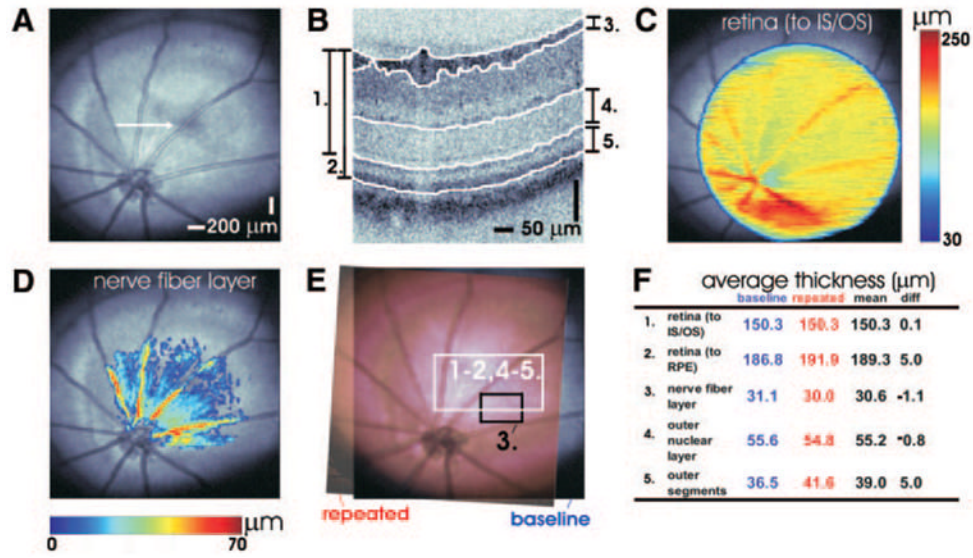 A
200 µm
B
1.
2.
3.
4.
5.
50 µm
C
retina (to IS/OS)
µm
250
30
D
nerve fiber layer
µm
0
70
E
1-2,4-5.
3.
repeated
baseline
F
average thickness (µm)
baseline repeated mean diff
1. retina (to IS/OS) 150.3 150.3 150.3 0.1
2. retina (to RPE) 186.8 191.9 189.3 5.0
3. nerve fiber layer 31.1 30.0 30.6 -1.1
4. outer nuclear layer 55.6 54.8 55.2 -0.8
5. outer segments 36.5 41.6 39.0 5.0